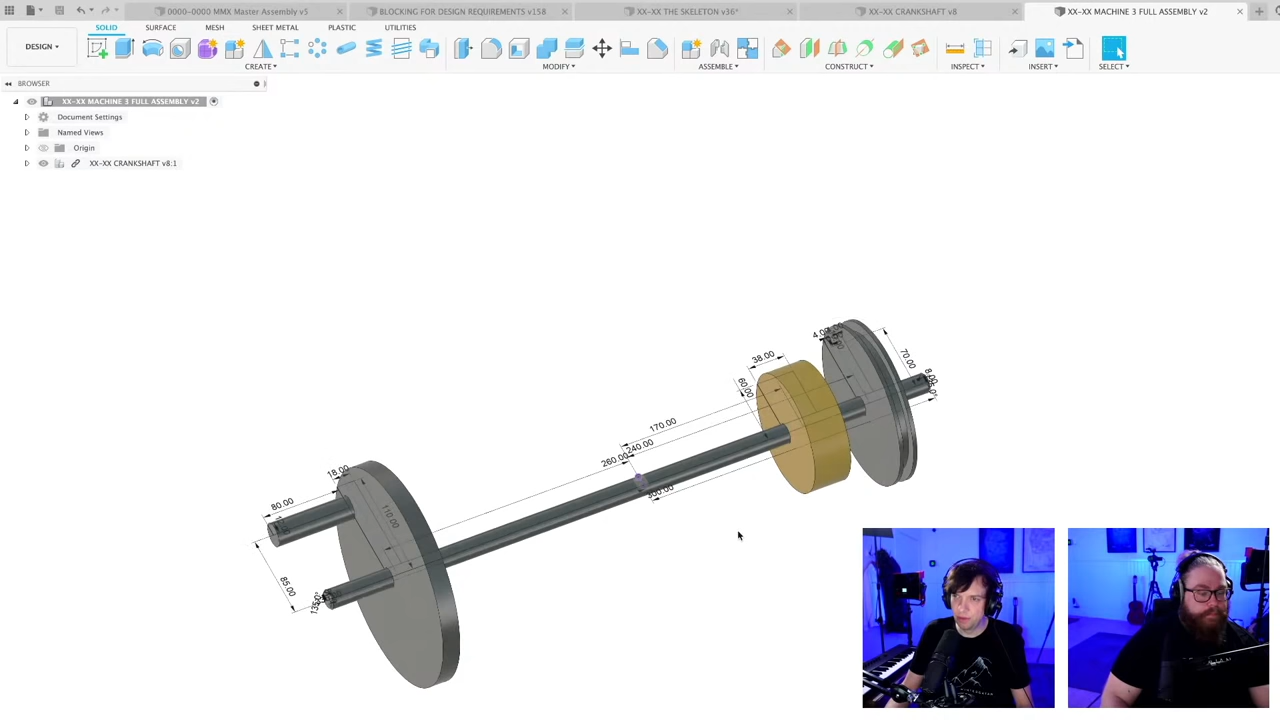 0000-0000 MMX Master Assembly v5
BLOCKING FOR DESIGN REQUIREMENTS v158
XX-XX THE SKELETON v36*
XX-XX CRANKSHAFT v8
XX-XX MACHINE 3 FULL ASSEMBLY v2
SOLID
SURFACE
MESH
SHEET METAL
PLASTIC
UTILITIES
DESIGN
CREATE
MODIFY
ASSEMBLE
CONSTRUCT
INSPECT
INSERT
SELECT
BROWSER
XX-XX MACHINE 3 FULL ASSEMBLY v2
Document Settings
Named Views
Origin
XX-XX CRANKSHAFT v8:1
38.00
60.00
70.00
170.00
240.00
260.00
300.00
18.00
80.00
110.00
85.00